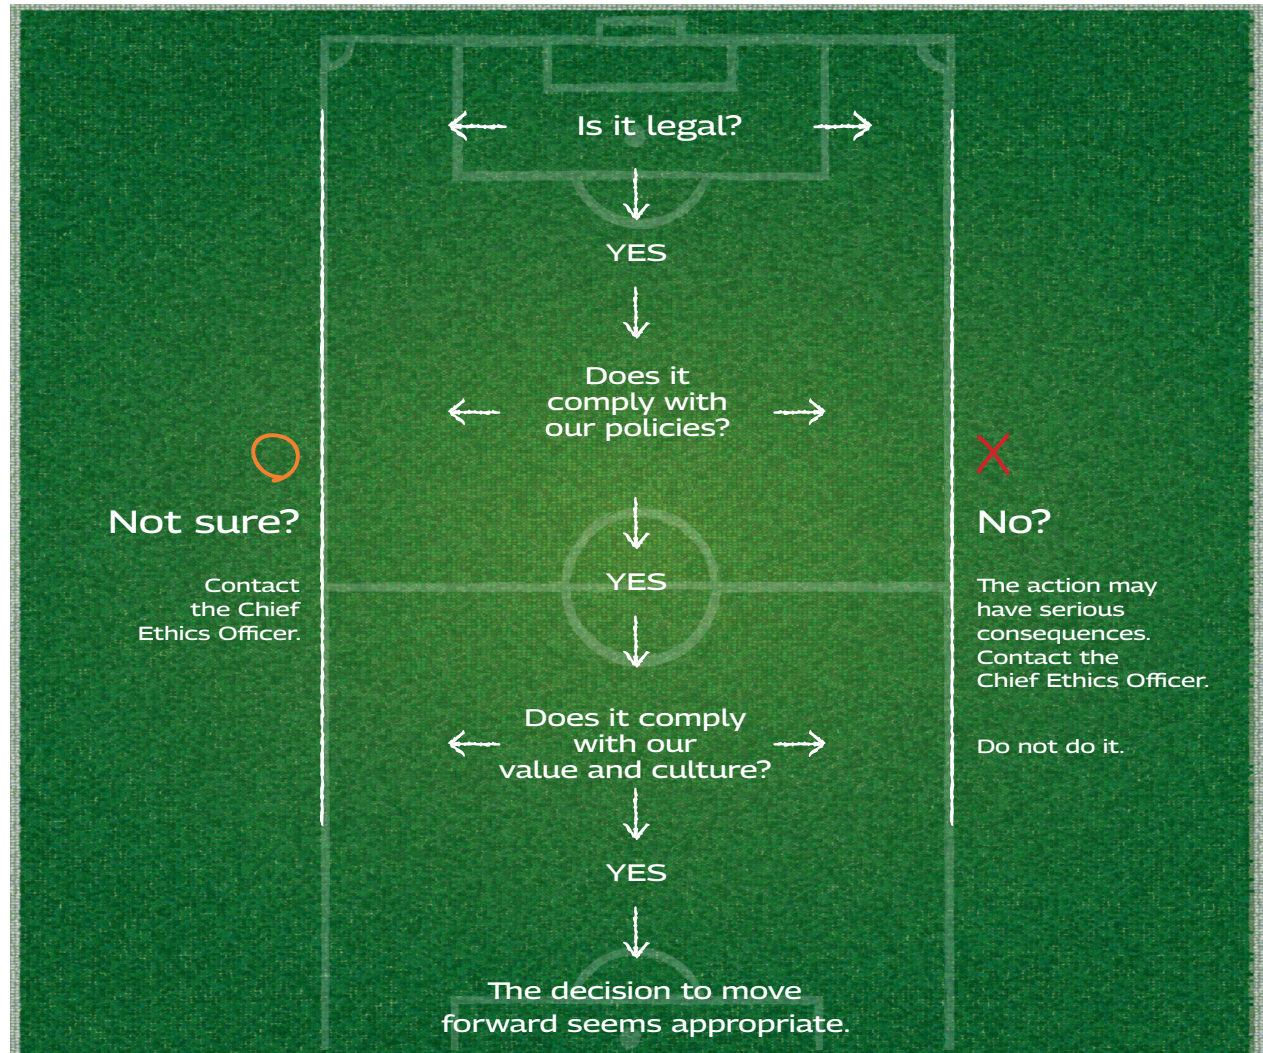 Is it legal?
YES
Does it
comply with
our policies?
YES
Does it comply
with our
value and culture?
YES
The decision to move
forward seems appropriate.
Not sure?
Contact
the Chief
Ethics Officer.
No?
The action may
have serious
consequences.
Contact the
Chief Ethics Officer.
Do not do it.